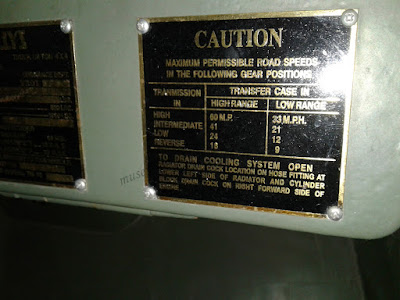 CAUTION
MAXIMUM PERMISSIBLE ROAD SPEEDS
IN THE FOLLOWING GEAR POSITIONS
TRANMISSION TRANSFER CASE IN
IN HIGH RANGE LOW RANGE
HIGH 60 M.P. 33 M.P.H.
INTERMEDIATE 41 21
LOW 24 12
REVERSE 18 9
TO DRAIN COOLING SYSTEM OPEN
RADIATOR DRAIN COCK LOCATION ON HOSE FITTING AT
LOWER LEFT SIDE OF RADIATOR AND CYLINDER
BLOCK DRAIN COCK ON RIGHT FORWARD SIDE OF
ENGINE